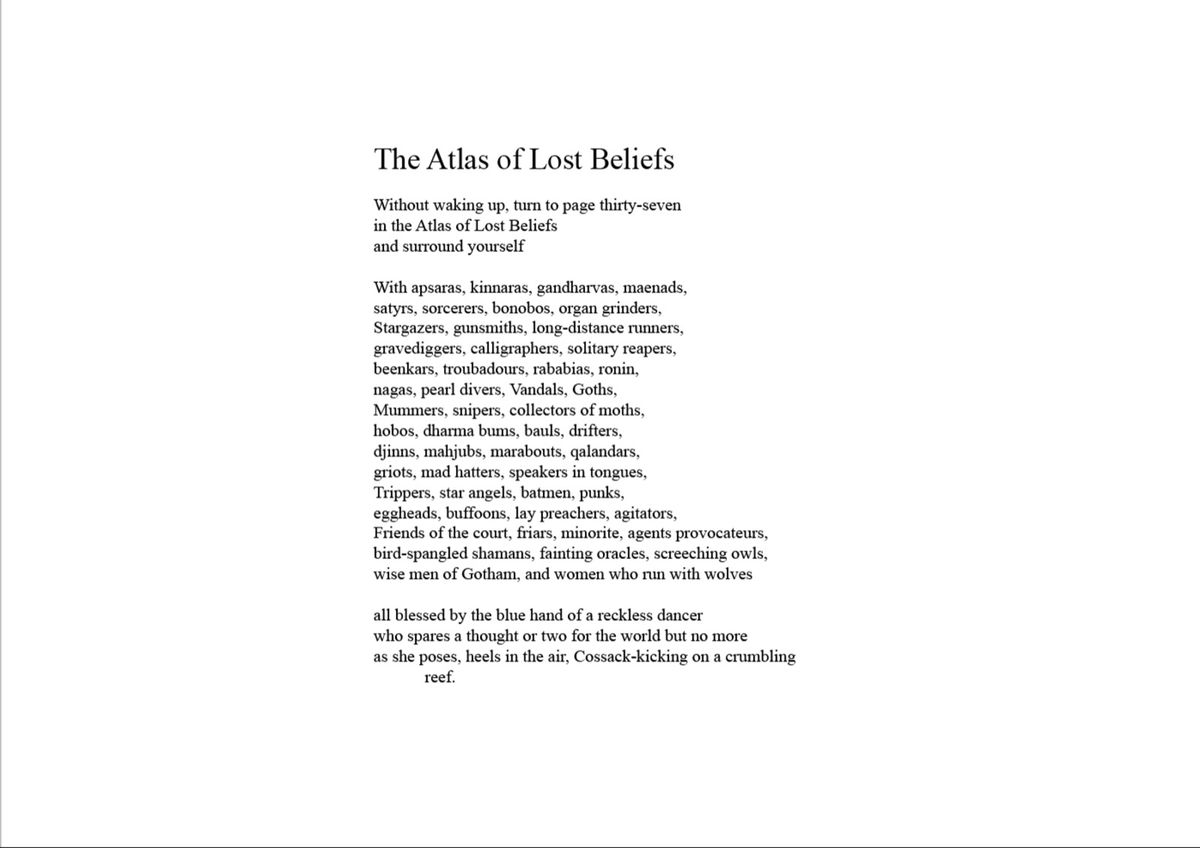 The Atlas of Lost Beliefs
Without waking up, turn to page thirty-seven
in the Atlas of Lost Beliefs
and surround yourself
With apsaras, kinnaras, gandharvas, maenads,
satyrs, sorcerers, bonobos, organ grinders,
Stargazers, gunsmiths, long-distance runners,
gravediggers, calligraphers, solitary reapers,
beenkars, troubadours, rababias, ronin,
nagas, pearl divers, Vandals, Goths,
Mummers, snipers, collectors of moths,
hobos, dharma bums, bauls, drifters,
djinns, mahjubs, marabouts, qalandars,
griots, mad hatters, speakers in tongues,
Trippers, star angels, batmen, punks,
eggheads, buffoons, lay preachers, agitators,
Friends of the court, friars, minorite, agents provocateurs,
bird-spangled shamans, fainting oracles, screeching owls,
wise men of Gotham, and women who run with wolves
all blessed by the blue hand of a reckless dancer
who spares a thought or two for the world but no more
as she poses, heels in the air, Cossack-kicking on a crumbling
reef.